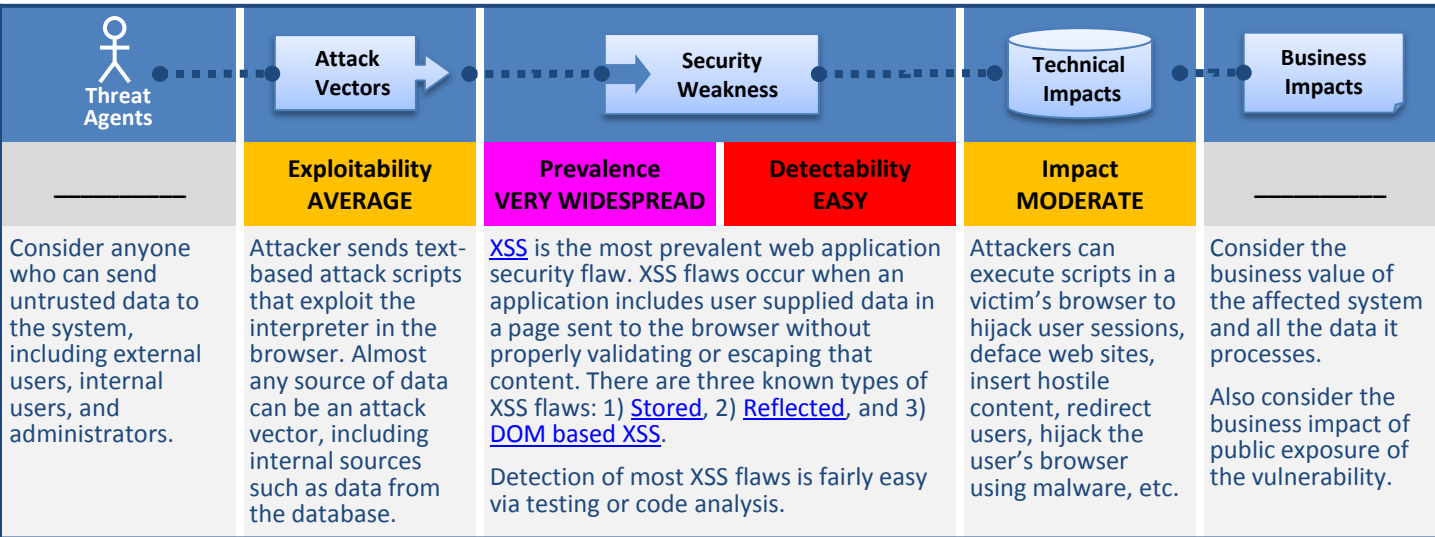 Threat
Agents
Attack
Vectors
Security
Weakness
Technical
Impacts
Business
Impacts
__________
Exploitability
AVERAGE
Prevalence
VERY WIDESPREAD
Detectability
EASY
Impact
MODERATE
__________
Consider anyone
who can send
untrusted data to
the system,
including external
users, internal
users, and
administrators.
Attacker sends text-
based attack scripts
that exploit the
interpreter in the
browser. Almost
any source of data
can be an attack
vector, including
internal sources
such as data from
the database.
XSS is the most prevalent web application
security flaw. XSS flaws occur when an
application includes user supplied data in
a page sent to the browser without
properly validating or escaping that
content. There are three known types of
XSS flaws: 1) Stored, 2) Reflected, and 3)
DOM based XSS.
Detection of most XSS flaws is fairly easy
via testing or code analysis.
Attackers can
execute scripts in a
victim’s browser to
hijack user sessions,
deface web sites,
insert hostile
content, redirect
users, hijack the
user’s browser
using malware, etc.
Consider the
business value of
the affected system
and all the data it
processes.
Also consider the
business impact of
public exposure of
the vulnerability.